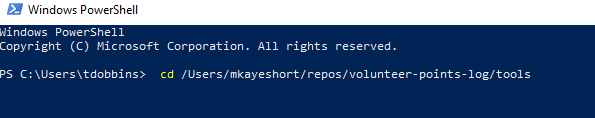 Windows PowerShell
Windows PowerShell
Copyright (C) Microsoft Corporation. All rights reserved.
PS C:\Users\tdobbins>  cd /Users/mkayeshort/repos/volunteer-points-log/tools